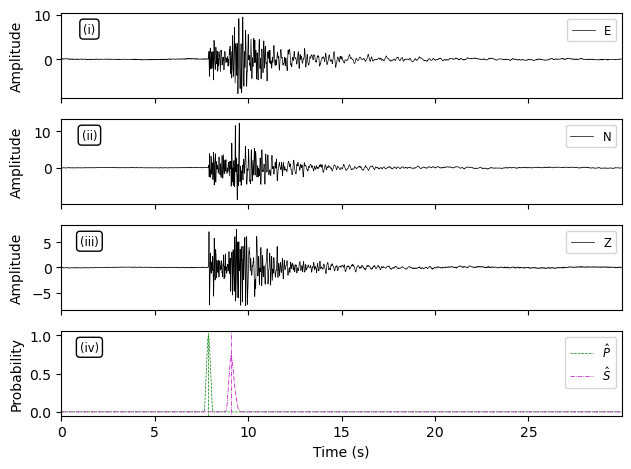 10
0
Amplitude
(i)
E
10
0
Amplitude
(ii)
N
5
0
−5
Amplitude
(iii)
Z
1.0
0.5
0.0
Probability
(iv)
P̂
Ŝ
0 5 10 15 20 25
Time (s)